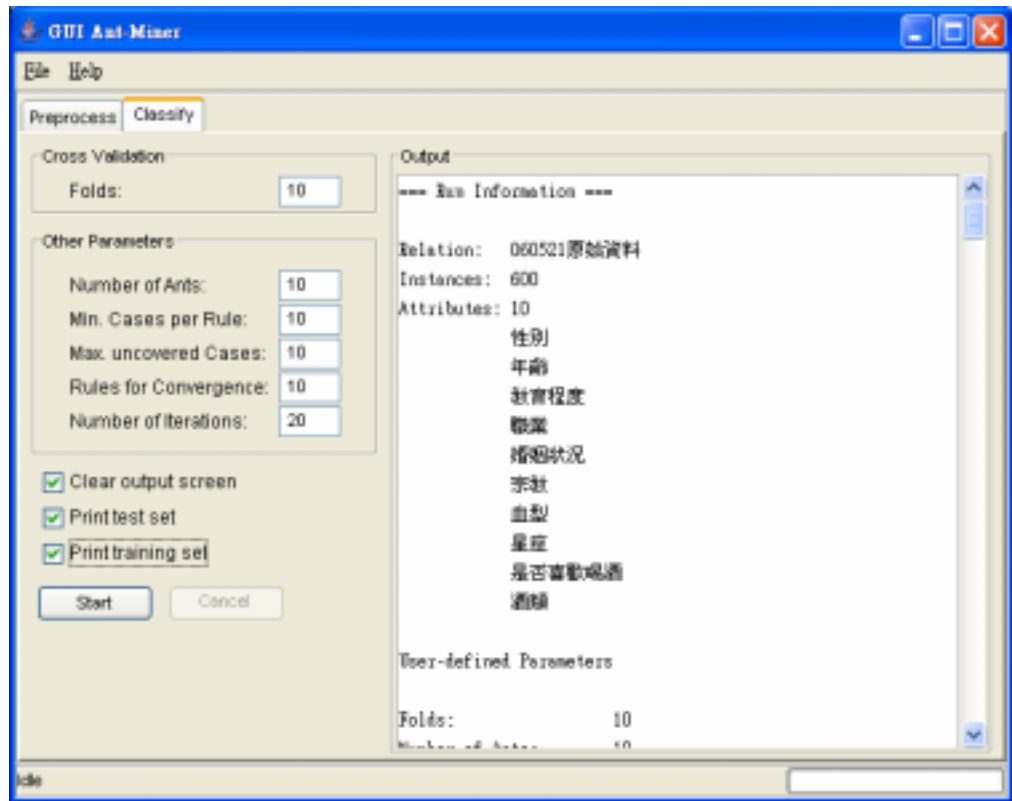 GUI Ant-Miner
File Help
Preprocess Classify
Cross Validation
Folds: 10
Other Parameters
Number of Ants: 10
Min. Cases per Rule: 10
Max. uncovered Cases: 10
Rules for Convergence: 10
Number of Iterations: 20
Clear output screen
Print test set
Print training set
Start Cancel
Output
=== Run Information ===
Relation: 060521原始資料
Instances: 600
Attributes: 10
性別
年齡
教育程度
職業
婚姻狀況
宗教
血型
星座
是否喜歡喝酒
酒類
User-defined Parameters
Folds: 10
Number of Ants: 10
Idle